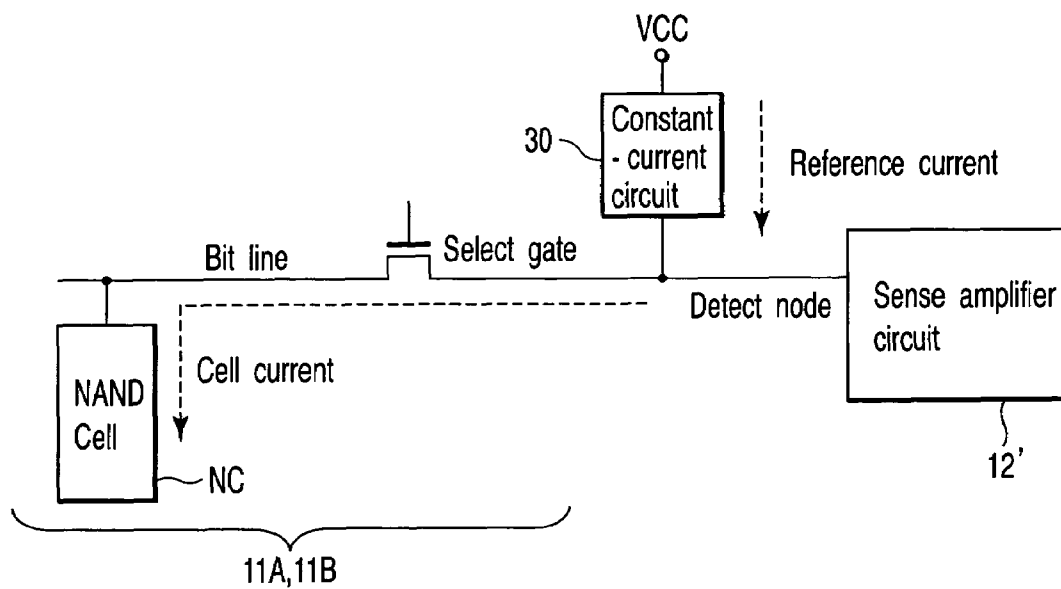 VCC
Constant
- current
circuit
30
Reference current
Bit line
Select gate
Detect node
Sense amplifier
circuit
12'
NAND
Cell
Cell current
NC
11A,11B